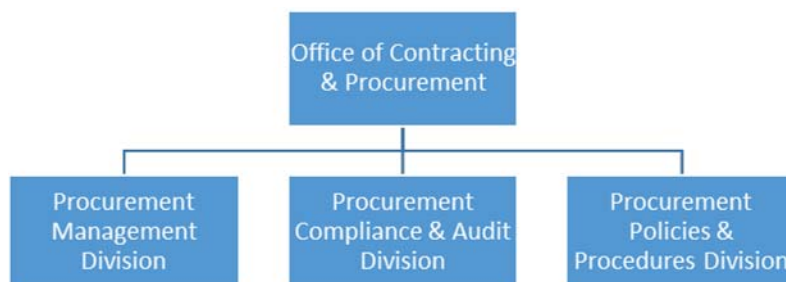 Office of Contracting
& Procurement
Procurement
Management
Division
Procurement
Compliance & Audit
Division
Procurement
Policies &
Procedures Division